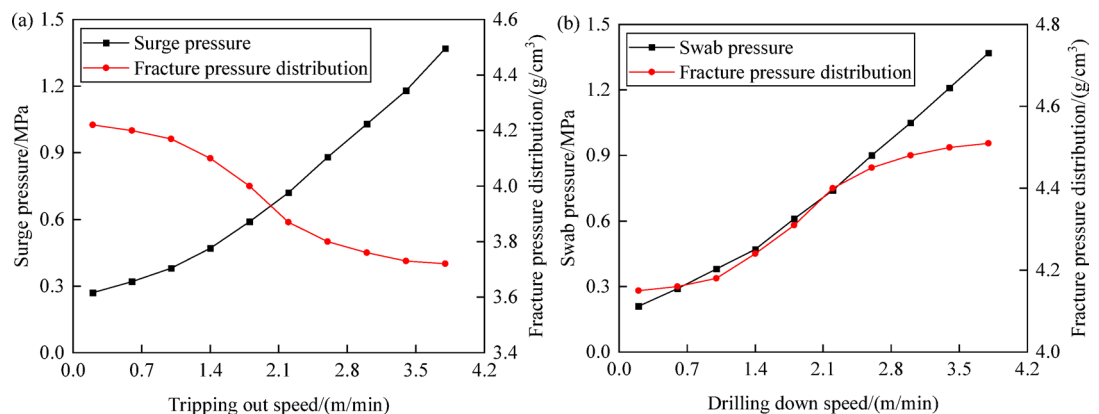 (a)
Surge pressure
Fracture pressure distribution
Surge pressure/MPa
1.5
1.2
0.9
0.6
0.3
0.0
Fracture pressure distribution/(g/cm³)
4.6
4.4
4.2
4.0
3.8
3.6
3.4
0.0 0.7 1.4 2.1 2.8 3.5 4.2
Tripping out speed/(m/min)
(b)
Swab pressure
Fracture pressure distribution
Swab pressure/MPa
1.5
1.2
0.9
0.6
0.3
0.0
Fracture pressure distribution/(g/cm³)
4.8
4.6
4.4
4.2
4.0
0.0 0.7 1.4 2.1 2.8 3.5 4.2
Drilling down speed/(m/min)